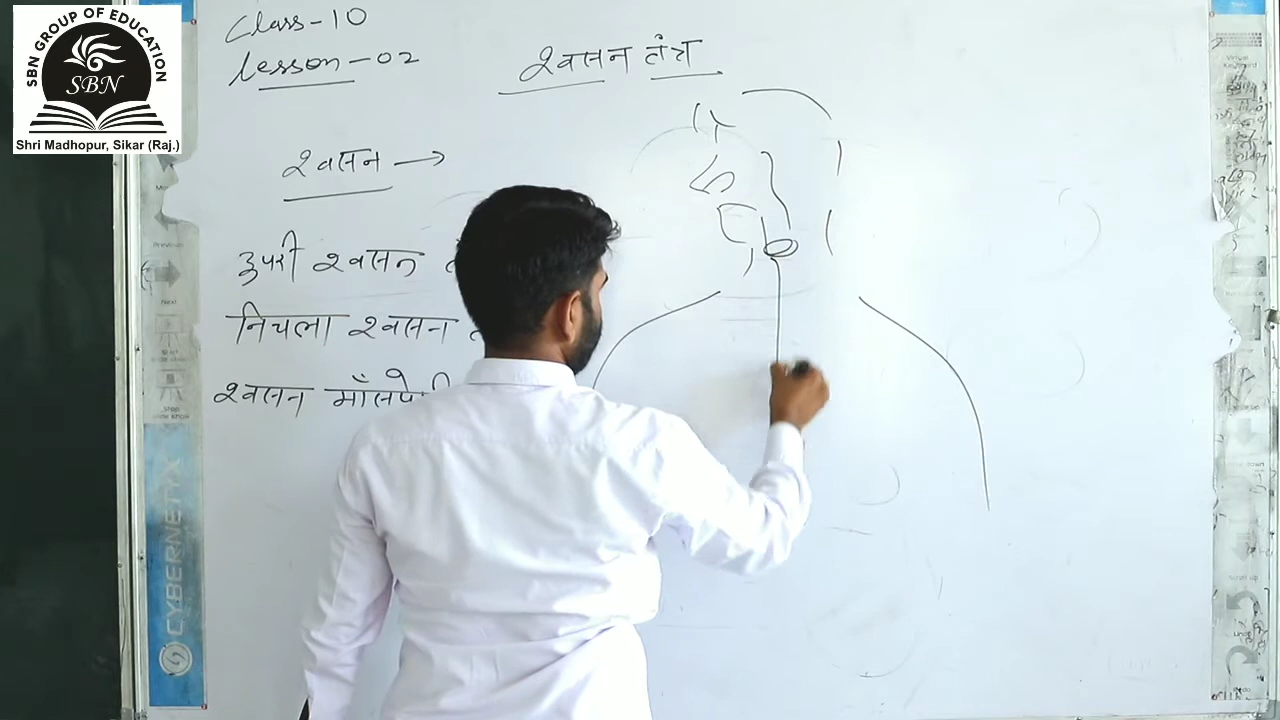 SBN GROUP OF EDUCATION
SBN
Shri Madhopur, Sikar (Raj.)
Class-10
Lesson-02
श्वसन तंत्र
श्वसन →
ऊपरी श्वसन
निचला श्वसन
श्वसन माँसपेशी
CYBERNETYX